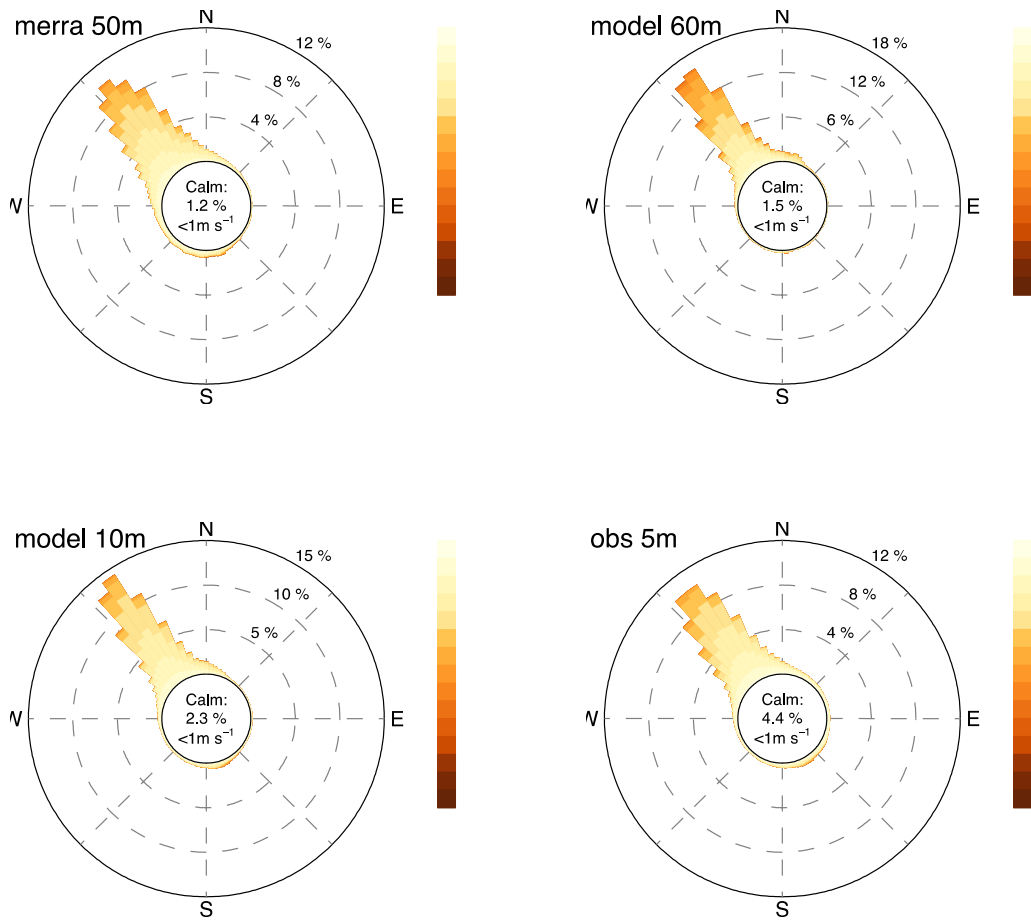 merra 50m
N
12 %
8 %
4 %
W
E
Calm:
1.2 %
<1m s⁻¹
S
model 60m
N
18 %
12 %
6 %
W
E
Calm:
1.5 %
<1m s⁻¹
S
model 10m
N
15 %
10 %
5 %
W
E
Calm:
2.3 %
<1m s⁻¹
S
obs 5m
N
12 %
8 %
4 %
W
E
Calm:
4.4 %
<1m s⁻¹
S